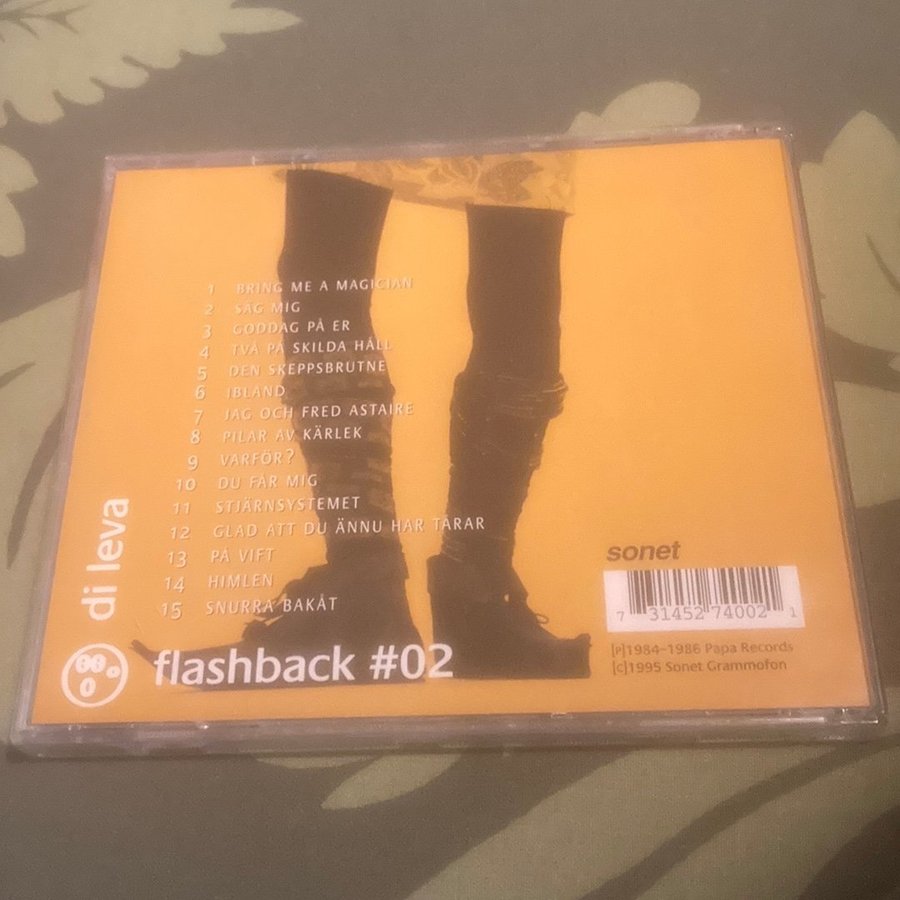 1 BRING ME A MAGICIAN
2 SÄG MIG
3 GODDAG PÅ ER
4 TVÅ PÅ SKILDA HÅLL
5 DEN SKEPPSBRUTNE
6 IBLAND
7 JAG OCH FRED ASTAIRE
8 PILAR AV KÄRLEK
9 VARFÖR?
10 DU FÅR MIG
11 STJÄRNSYSTEMET
12 GLAD ATT DU ÄNNU HAR TÅRAR
13 PÅ VIFT
14 HIMLEN
15 SNURRA BAKÅT
di leva
flashback #02
sonet
7 31452 74002 1
[P]1984-1986 Papa Records
[C]1995 Sonet Grammofon